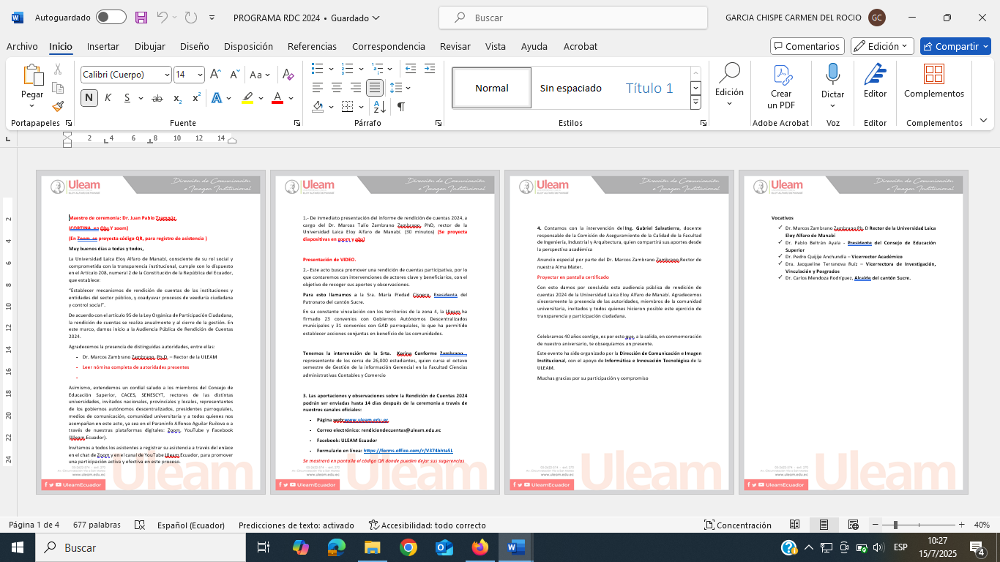 Autoguardado
PROGRAMA RDC 2024 • Guardado
Buscar
GARCIA CHISPE CARMEN DEL ROCIO
GC
Archivo Inicio Insertar Dibujar Diseño Disposición Referencias Correspondencia Revisar Vista Ayuda Acrobat
Comentarios
Edición
Compartir
Pegar
Portapapeles
Calibri (Cuerpo) 14
N K S ab x₂ x²
Fuente
Párrafo
Normal
Sin espaciado
Título 1
Estilos
Edición
Crear un PDF
Adobe Acrobat
Dictar
Voz
Editor
Editor
Complementos
Complementos
2 4 6 8 10 12 14
2 4 6 8 10 12 14 16 18 20 22 24
Uleam
Dirección de Comunicación
e Imagen Institucional
Maestro de ceremonia: Dr. Juan Pablo Trampúz
(CORTINA en Obs Y zoom)
(En Zoom se proyecta código QR, para registro de asistencia )
Muy buenos días a todas y todos,
La Universidad Laica Eloy Alfaro de Manabí, consciente de su rol social y
comprometida con la transparencia institucional, cumple con lo dispuesto
en el Artículo 208, numeral 2 de la Constitución de la República del Ecuador,
que establece:
“Establecer mecanismos de rendición de cuentas de las instituciones y
entidades del sector público, y coadyuvar procesos de veeduría ciudadana
y control social”.
De acuerdo con el artículo 95 de la Ley Orgánica de Participación Ciudadana,
la rendición de cuentas se realiza anualmente y al cierre de la gestión. En
este marco, damos inicio a la Audiencia Pública de Rendición de Cuentas
2024.
Agradecemos la presencia de distinguidas autoridades, entre ellas:
- Dr. Marcos Zambrano Zambrano, Ph.D. – Rector de la ULEAM
- Leer nómina completa de autoridades presentes
-
Asimismo, extendemos un cordial saludo a los miembros del Consejo de
Educación Superior, CACES, SENESCYT, rectores de las distintas
universidades, invitados nacionales, provinciales y locales, representantes
de los gobiernos autónomos descentralizados, presidentes parroquiales,
medios de comunicación, comunidad universitaria y a todos quienes nos
acompañan en este acto, ya sea en el Paraninfo Alfonso Aguilar Ruilova o a
través de nuestras plataformas digitales: Zoom, YouTube y Facebook
(Uleam Ecuador).
Invitamos a todos los asistentes a registrar su asistencia a través del enlace
en el chat de Zoom y en el canal de YouTube Uleam Ecuador, para promover
una participación activa y efectiva en este proceso.
www.uleam.edu.ec
UleamEcuador
Uleam
Uleam
Dirección de Comunicación
e Imagen Institucional
1.- De inmediato presentación del informe de rendición de cuentas 2024, a
cargo del Dr. Marcos Tulio Zambrano Zambrano, PhD, rector de la
Universidad Laica Eloy Alfaro de Manabí. (30 minutos) (Se proyecta
diapositivas en zoom y obs)
Presentación de VIDEO.
2.- Este acto busca promover una rendición de cuentas participativa, por lo
que contaremos con intervenciones de actores clave y beneficiarios, con el
objetivo de recoger sus aportes y observaciones.
Para esto llamamos a la Sra. María Piedad Cisnero, Presidenta del
Patronato del cantón Sucre.
En su constante vinculación con los territorios de la zona 4, la Uleam ha
firmado 23 convenios con Gobiernos Autónomos Descentralizados
municipales y 31 convenios con GAD parroquiales, lo que ha permitido
establecer acciones conjuntas en beneficio de las comunidades.
Tenemos la intervención de la Srta. Korina Conforme Zambrano,
representante de los cerca de 26,000 estudiantes, quien cursa el octavo
semestre de Gestión de la información Gerencial en la Facultad Ciencias
administrativas Contables y Comercio
3. Las aportaciones y observaciones sobre la Rendición de Cuentas 2024
podrán ser enviadas hasta 14 días después de la ceremonia a través de
nuestros canales oficiales:
- Página web:www.uleam.edu.ec
- Correo electrónico: rendiciondecuentas@uleam.edu.ec
- Facebook: ULEAM Ecuador
- Formulario en línea: https://forms.office.com/r/V374bhta5L
Se mostrará en pantalla el código QR donde pueden dejar sus sugerencias
www.uleam.edu.ec
UleamEcuador
Uleam
Uleam
Dirección de Comunicación
e Imagen Institucional
4. Contamos con la intervención del Ing. Gabriel Salvatierra, docente
responsable de la Comisión de Aseguramiento de la Calidad de la Facultad
de Ingeniería, Industrial y Arquitectura, quien compartirá sus aportes desde
la perspectiva académica
Anuncio especial por parte del Dr. Marcos Zambrano Zambrano Rector de
nuestra Alma Mater.
Proyectar en pantalla certificado
Con esto damos por concluida esta audiencia pública de rendición de
cuentas 2024 de la Universidad Laica Eloy Alfaro de Manabí. Agradecemos
sinceramente la presencia de las autoridades, miembros de la comunidad
universitaria, invitados y todos quienes hicieron posible este ejercicio de
transparencia y participación ciudadana.
Celebramos 40 años contigo, es por esto que, a la salida, en conmemoración
de nuestro aniversario, te obsequiamos un presente.
Este evento ha sido organizado por la Dirección de Comunicación e Imagen
Institucional, con el apoyo de Informática e Innovación Tecnológica de la
ULEAM.
Muchas gracias por su participación y compromiso
www.uleam.edu.ec
UleamEcuador
Uleam
Uleam
Dirección de Comunicación
e Imagen Institucional
Vocativos
✓ Dr. Marcos Zambrano Zambrano Ph. D Rector de la Universidad Laica
Eloy Alfaro de Manabí
✓ Dr. Pablo Beltrán Ayala - Presidente del Consejo de Educación
Superior
✓ Dr. Pedro Quijije Anchundia – Vicerrector Académico
✓ Dra. Jacqueline Terranova Ruiz – Vicerrectora de Investigación,
Vinculación y Posgrados
✓ Dr. Carlos Mendoza Rodríguez, Alcalde del cantón Sucre.
www.uleam.edu.ec
UleamEcuador
Uleam
Página 1 de 4 677 palabras Español (Ecuador) Predicciones de texto: activado Accesibilidad: todo correcto Concentración 40%
Buscar
ESP
10:27
15/7/2025
4